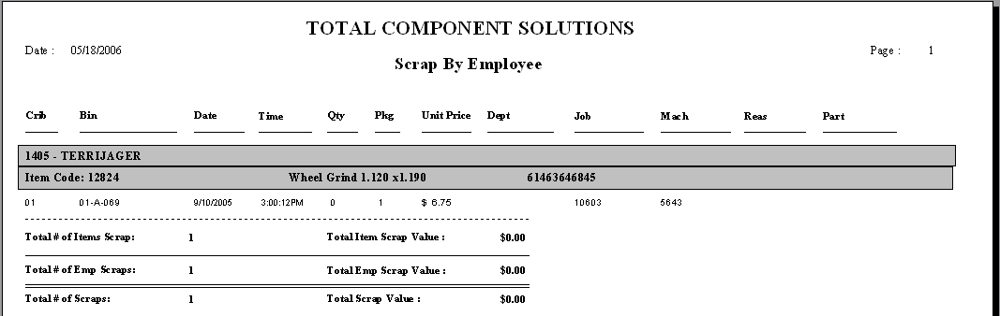 TOTAL COMPONENT SOLUTIONS
Date : 05/18/2006 Page : 1
Scrap By Employee
Crib Bin Date Time Qty Pkg Unit Price Dept Job Mach Reas Part
1405 - TERRIJAGER
Item Code: 12824 Wheel Grind 1.120 x1.190 61463646845
01 01-A-069 9/10/2005 3:00:12PM 0 1 $ 6.75 10603 5643
Total # of Items Scrap: 1 Total Item Scrap Value : $0.00
Total # of Emp Scraps: 1 Total Emp Scrap Value : $0.00
Total # of Scraps: 1 Total Scrap Value : $0.00